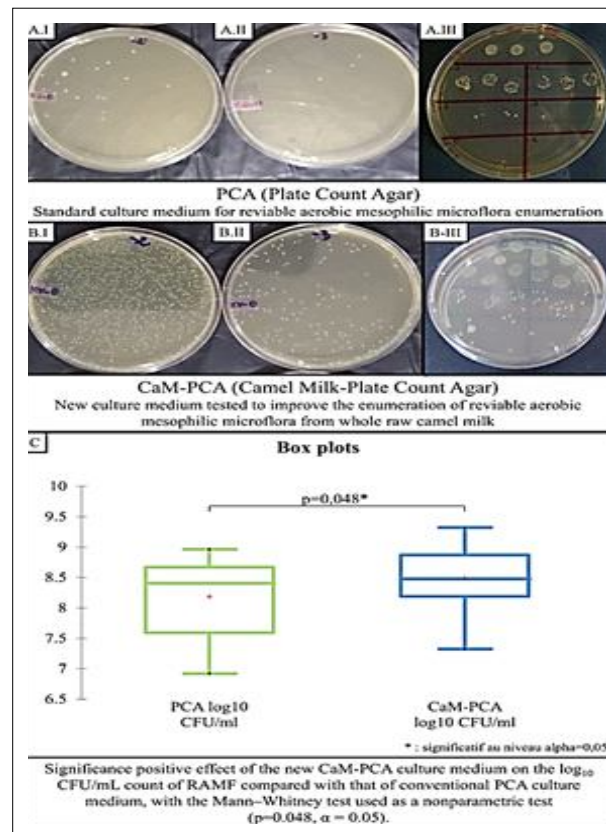 A.I
A.II
A.III
PCA (Plate Count Agar)
Standard culture medium for reviable aerobic mesophilic microflora enumeration
B.I
B.II
B-III
CaM-PCA (Camel Milk-Plate Count Agar)
New culture medium tested to improve the enumeration of reviable aerobic
mesophilic microflora from whole raw camel milk
C
Box plots
p=0,048*
10
9.5
9
8.5
8
7.5
7
6.5
PCA log10
CFU/ml
CaM-PCA
log10 CFU/ml
* : significatif au niveau alpha=0,05
Significance positive effect of the new CaM-PCA culture medium on the log10
CFU/mL count of RAMF compared with that of conventional PCA
culture medium, with the Mann–Whitney test used as a nonparametric test
(p=0.048, α = 0.05).